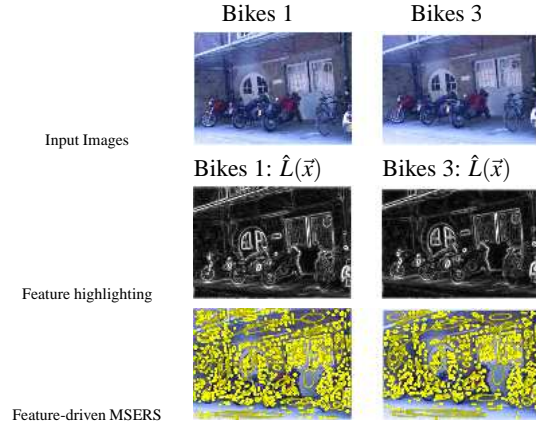 Bikes 1 Bikes 3
Input Images
Bikes 1: L̂(x⃗) Bikes 3: L̂(x⃗)
Feature highlighting
Feature-driven MSERS